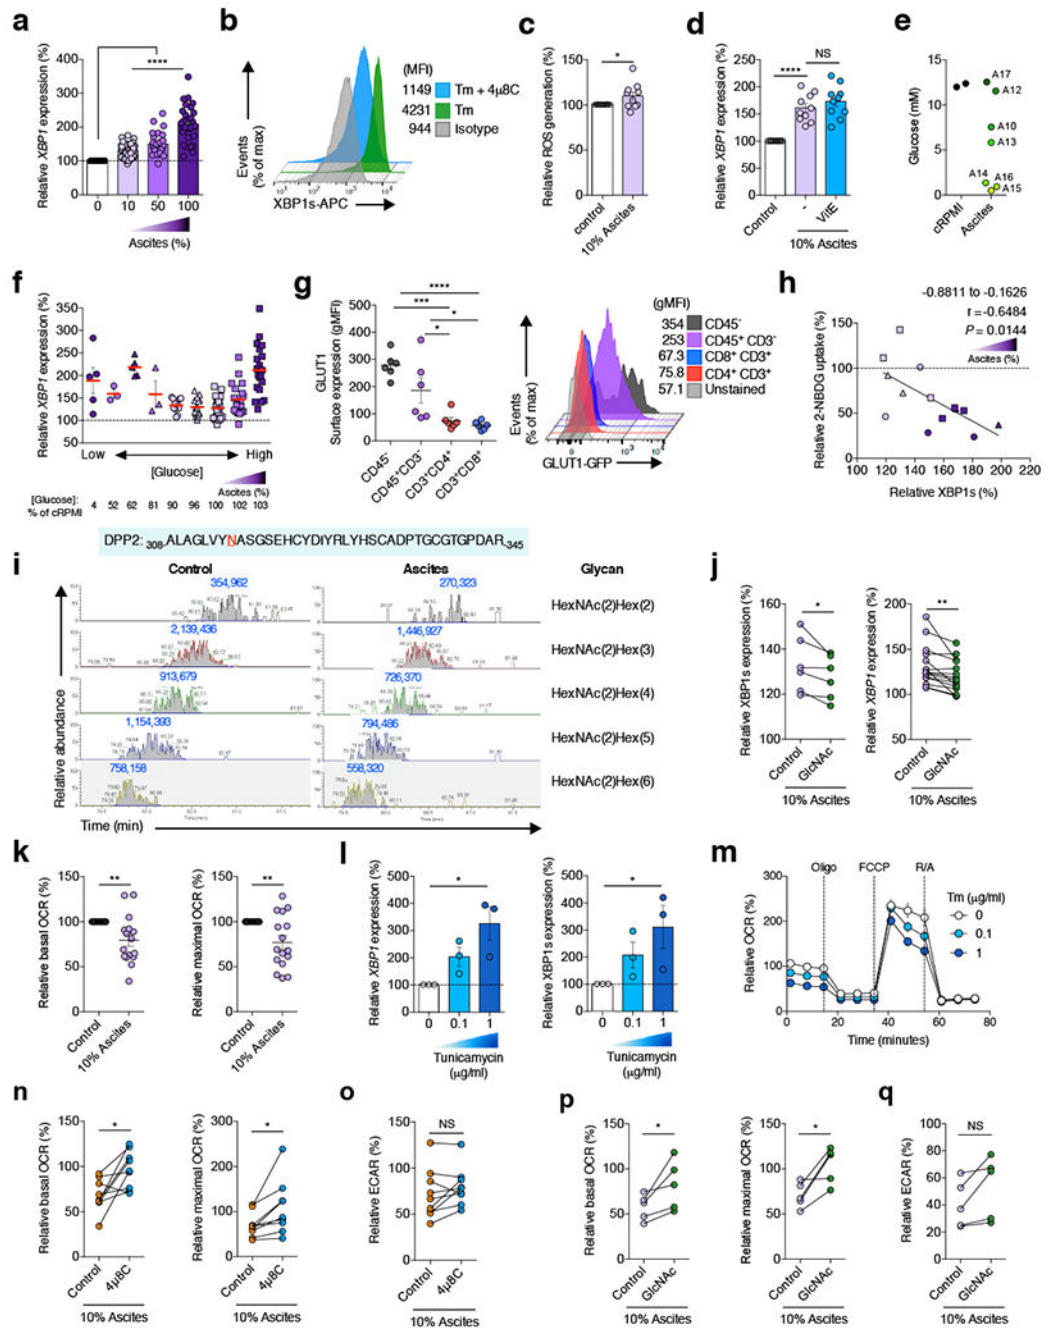 a
Relative XBP1 expression (%)
400
300
200
100
0
****
0 10 50 100
Ascites (%)
b
Events
(% of max)
(MFI)
1149 Tm + 4μ8C
4231 Tm
944 Isotype
XBP1s-APC
c
Relative ROS generation (%)
150
100
50
0
*
control
10% Ascites
d
Relative XBP1 expression (%)
250
200
150
100
50
0
NS
****
Control
-
VitE
10% Ascites
e
Glucose (mM)
15
10
5
0
A17
A12
A10
A13
A14
A16
A15
cRPMI
Ascites
f
Relative XBP1 expression (%)
350
300
250
200
150
100
50
Low
High
[Glucose]
Ascites (%)
[Glucose]:
% of cRPMI
4 52 62 81 90 96 100 102 103
g
GLUT1
Surface expression (gMFI)
500
400
300
200
100
0
****
***
*
*
CD45-
CD45+CD3-
CD3+CD4+
CD3+CD8+
Events
(% of max)
(gMFI)
354 CD45-
253 CD45+ CD3-
67.3 CD8+ CD3+
75.8 CD4+ CD3+
57.1 Unstained
GLUT1-GFP
h
-0.8811 to -0.1626
r = -0.6484
P = 0.0144
Ascites (%)
Relative 2-NBDG uptake (%)
150
100
50
0
100 120 140 160 180 200 220
Relative XBP1s (%)
DPP2: 308-ALAGLVYNASGSEHCYDIYRLYHSCADPTGCGTGPDAR-345
i
Control
Ascites
Glycan
Relative abundance
354,962
270,323
HexNAc(2)Hex(2)
2,139,436
1,446,927
HexNAc(2)Hex(3)
913,679
726,370
HexNAc(2)Hex(4)
1,154,393
794,486
HexNAc(2)Hex(5)
758,158
558,320
HexNAc(2)Hex(6)
Time (min)
j
Relative XBP1s expression (%)
160
140
120
100
*
Control
GlcNAc
10% Ascites
Relative XBP1 expression (%)
200
150
100
50
**
Control
GlcNAc
10% Ascites
k
Relative basal OCR (%)
150
100
50
0
**
Control
10% Ascites
Relative maximal OCR (%)
150
100
50
0
**
Control
10% Ascites
l
Relative XBP1 expression (%)
500
400
300
200
100
0
*
0 0.1 1
Tunicamycin
(μg/ml)
Relative XBP1s expression (%)
500
400
300
200
100
0
*
0 0.1 1
Tunicamycin
(μg/ml)
m
Oligo
FCCP
R/A
Relative OCR (%)
300
200
100
0
0 20 40 60 80
Time (minutes)
Tm (μg/ml)
0
0.1
1
n
Relative basal OCR (%)
150
100
50
0
*
Control
4μ8C
10% Ascites
Relative maximal OCR (%)
300
200
100
0
*
Control
4μ8C
10% Ascites
o
Relative ECAR (%)
150
100
50
0
NS
Control
4μ8C
10% Ascites
p
Relative basal OCR (%)
150
100
50
0
*
Control
GlcNAc
10% Ascites
Relative maximal OCR (%)
150
100
50
0
*
Control
GlcNAc
10% Ascites
q
Relative ECAR (%)
100
80
60
40
20
0
NS
Control
GlcNAc
10% Ascites